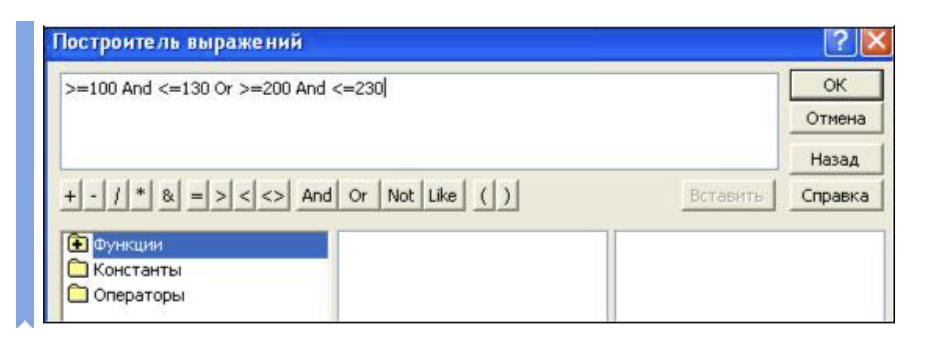 Построитель выражений ? X
>=100 And <=130 Or >=200 And <=230
ОК
Отмена
Назад
+ - / * & = > < <> And Or Not Like ( ) Вставить Справка
Функции
Константы
Операторы